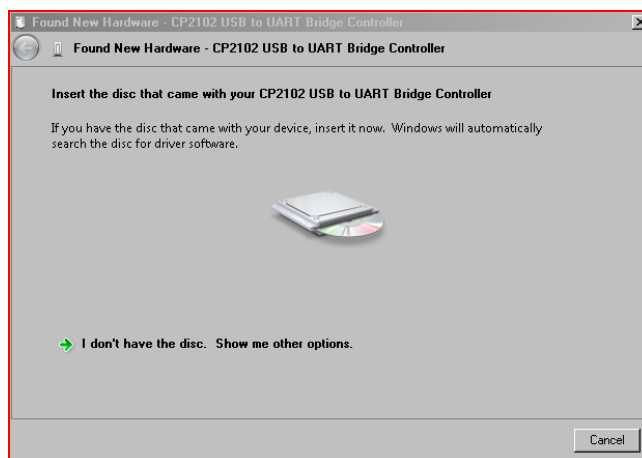 Found New Hardware - CP2102 USB to UART Bridge Controller
Found New Hardware - CP2102 USB to UART Bridge Controller
Insert the disc that came with your CP2102 USB to UART Bridge Controller
If you have the disc that came with your device, insert it now.  Windows will automatically
search the disc for driver software.
I don't have the disc.  Show me other options.
Cancel